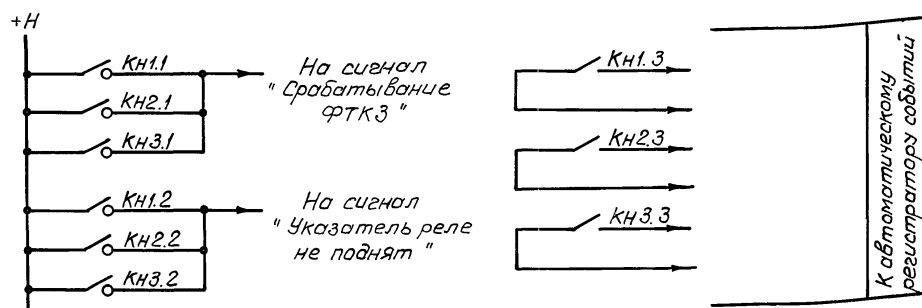 +Н
Кн1.1
Кн2.1
Кн3.1
На сигнал
" Срабатывание
ФТКЗ "
Кн1.2
Кн2.2
Кн3.2
На сигнал
" Указатель реле
не поднят "
Кн1.3
Кн2.3
Кн3.3
К автоматическому
регистратору событий